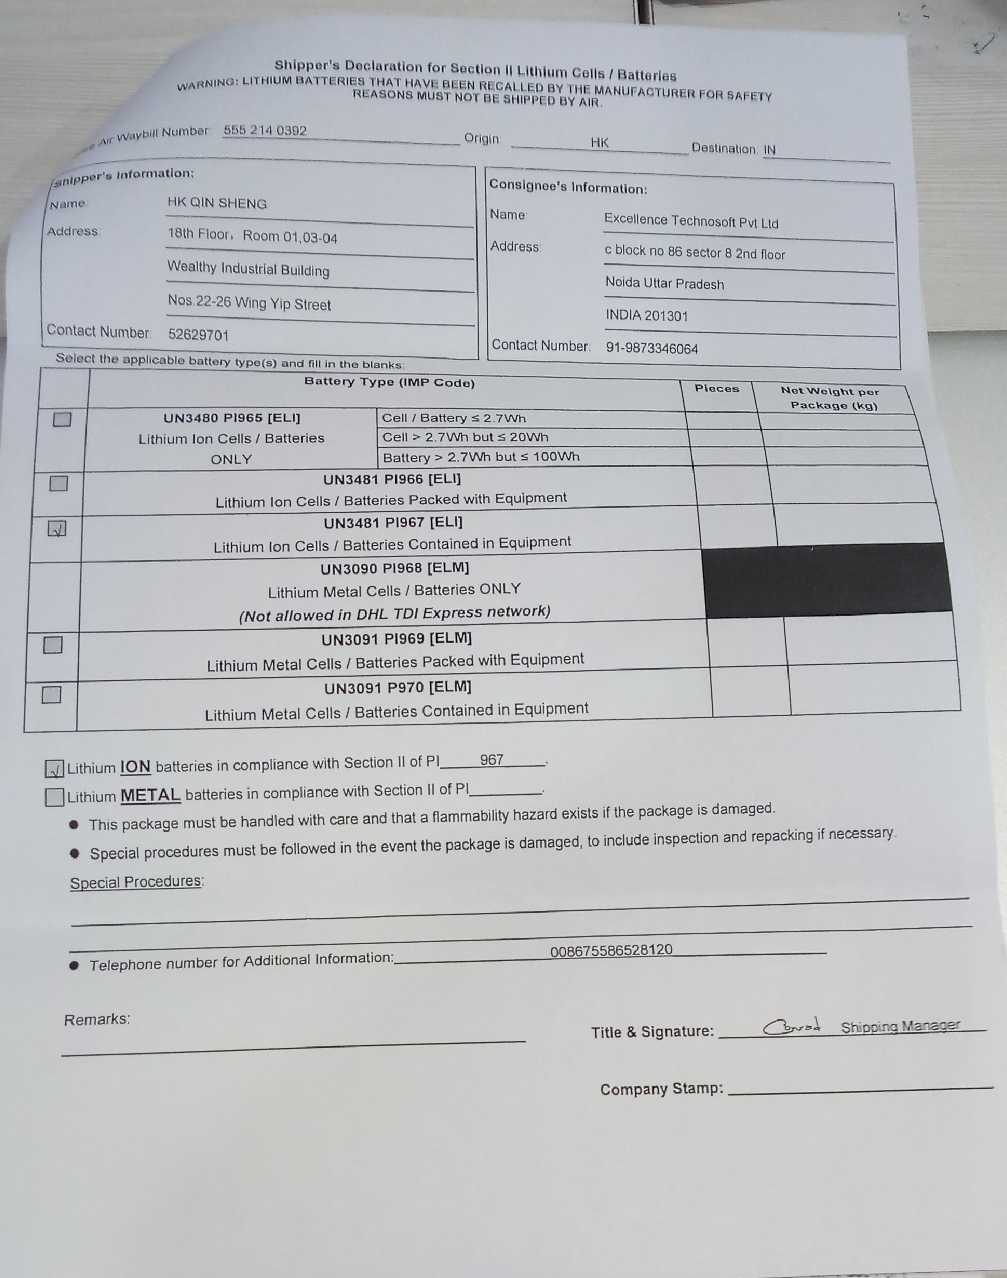 Shipper's Declaration for Section II Lithium Cells / Batteries
WARNING: LITHIUM BATTERIES THAT HAVE BEEN RECALLED BY THE MANUFACTURER FOR SAFETY
REASONS MUST NOT BE SHIPPED BY AIR.
Air Waybill Number: 555 214 0392 Origin: HK Destination: IN
Shipper's Information:
Name: HK QIN SHENG
Address: 18th Floor，Room 01,03-04
Wealthy Industrial Building
Nos.22-26 Wing Yip Street
Contact Number: 52629701
Consignee's Information:
Name: Excellence Technosoft Pvt Ltd
Address: c block no 86 sector 8 2nd floor
Noida Uttar Pradesh
INDIA 201301
Contact Number: 91-9873346064
Select the applicable battery type(s) and fill in the blanks:
Battery Type (IMP Code) Pieces Net Weight per
Package (kg)
UN3480 PI965 [ELI] Cell / Battery ≤ 2.7Wh
Lithium Ion Cells / Batteries Cell > 2.7Wh but ≤ 20Wh
ONLY Battery > 2.7Wh but ≤ 100Wh
UN3481 PI966 [ELI]
Lithium Ion Cells / Batteries Packed with Equipment
√ UN3481 PI967 [ELI]
Lithium Ion Cells / Batteries Contained in Equipment
UN3090 PI968 [ELM]
Lithium Metal Cells / Batteries ONLY
(Not allowed in DHL TDI Express network)
UN3091 PI969 [ELM]
Lithium Metal Cells / Batteries Packed with Equipment
UN3091 P970 [ELM]
Lithium Metal Cells / Batteries Contained in Equipment
√ Lithium ION batteries in compliance with Section II of PI 967 .
Lithium METAL batteries in compliance with Section II of PI________.
● This package must be handled with care and that a flammability hazard exists if the package is damaged.
● Special procedures must be followed in the event the package is damaged, to include inspection and repacking if necessary.
Special Procedures:
● Telephone number for Additional Information: 008675586528120
Remarks:
Title & Signature: Conrad Shipping Manager
Company Stamp: